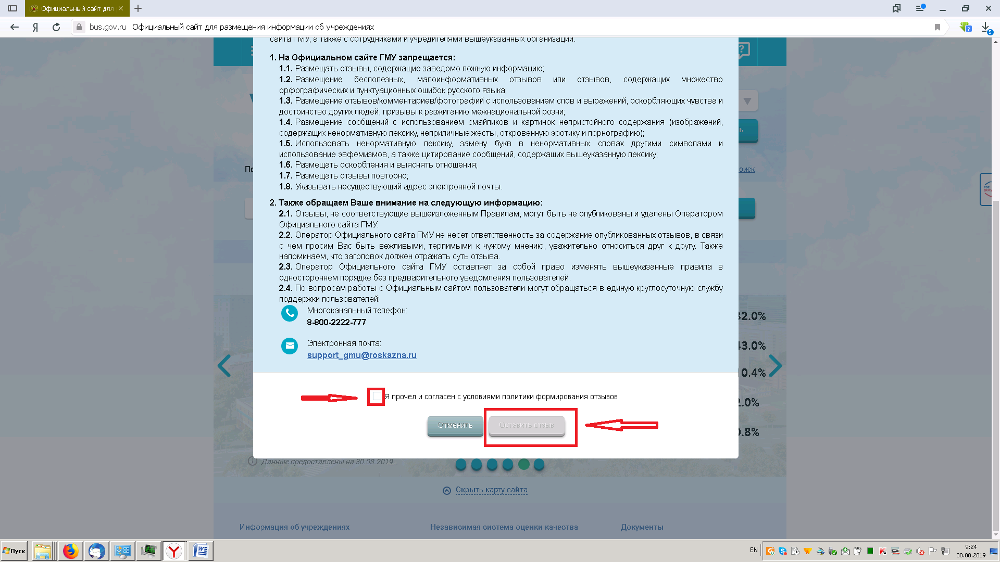 Официальный сайт для
bus.gov.ru Официальный сайт для размещения информации об учреждениях
5
сайта ГМУ, а также с сотрудниками и учредителями вышеуказанных организаций.
1. На Официальном сайте ГМУ запрещается:
1.1. Размещать отзывы, содержащие заведомо ложную информацию;
1.2. Размещение бесполезных, малоинформативных отзывов или отзывов, содержащих множество
орфографических и пунктуационных ошибок русского языка;
1.3. Размещение отзывов/комментариев/фотографий с использованием слов и выражений, оскорбляющих чувства и
достоинство других людей, призывы к разжиганию межнациональной розни;
1.4. Размещение сообщений с использованием смайликов и картинок непристойного содержания (изображений,
содержащих ненормативную лексику, неприличные жесты, откровенную эротику и порнографию);
1.5. Использовать ненормативную лексику, замену букв в ненормативных словах другими символами и
использование эвфемизмов, а также цитирование сообщений, содержащих вышеуказанную лексику;
1.6. Размещать оскорбления и выяснять отношения;
По
оиск
1.7. Размещать отзывы повторно;
1.8. Указывать несуществующий адрес электронной почты.
2. Также обращаем Ваше внимание на следующую информацию:
2.1. Отзывы, не соответствующие вышеизложенным Правилам, могут быть не опубликованы и удалены Оператором
Официального сайта ГМУ.
2.2. Оператор Официального сайта ГМУ не несет ответственность за содержание опубликованных отзывов, в связи
с чем просим Вас быть вежливыми, терпимыми к чужому мнению, уважительно относиться друг к другу. Также
напоминаем, что заголовок должен отражать суть отзыва.
2.3. Оператор Официального сайта ГМУ оставляет за собой право изменять вышеуказанные правила в
одностороннем порядке без предварительного уведомления пользователей.
2.4. По вопросам работы с Официальным сайтом пользователи могут обращаться в единую круглосуточную службу
поддержки пользователей:
Многоканальный телефон:
8-800-2222-777
Электронная почта:
support_gmu@roskazna.ru
32.0%
43.0%
10.4%
2.0%
0.8%
Я прочел и согласен с условиями политики формирования отзывов
Отменить
Оставить отзыв
Данные предоставлены на 30.08.2019
Скрыть карту сайта
Информация об учреждениях
Независимая система оценки качества
Документы
Пуск
EN
9:24
30.08.2019